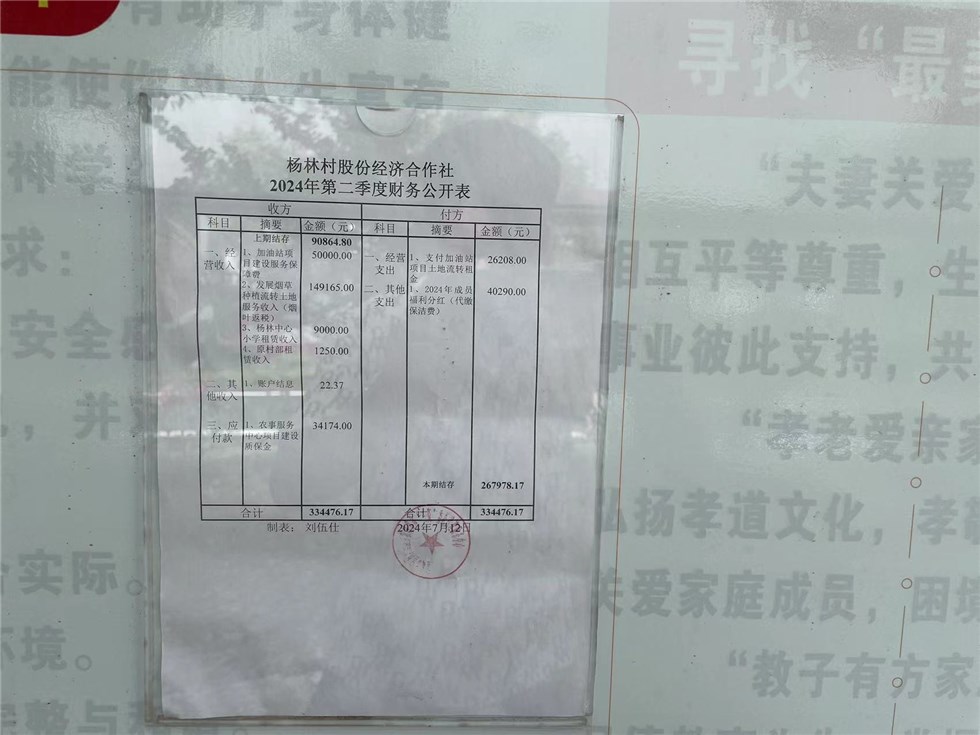 有助于身体健
能使
神学
求：
安全感
，并对
实际。
环境。
完整与
寻找“最美
“夫妻关爱
相互平等尊重，生
事业彼此支持，共
“孝老爱亲家
弘扬孝道文化，孝
关爱家庭成员，困
“教子有方家
杨林村股份经济合作社
2024年第二季度财务公开表
收方 付方
科目 摘要 金额（元） 科目 摘要 金额（元）
上期结存 90864.80
一、经营收入 1、加油站项目建设服务保障费 50000.00 一、经营支出 1、支付加油站项目土地流转租金 26208.00
2、发展烟草种植流转土地服务收入（烟叶返税） 149165.00 二、其他支出 1、2024年成员福利分红（代缴保洁费） 40290.00
3、杨林中心小学租赁收入 9000.00
4、原村部租赁收入 1250.00
二、其他收入 1、账户结息 22.37
三、应付款 1、农事服务中心项目建设质保金 34174.00
本期结存 267978.17
合计 334476.17 合计 334476.17
制表： 刘伍仕 2024年7月12日